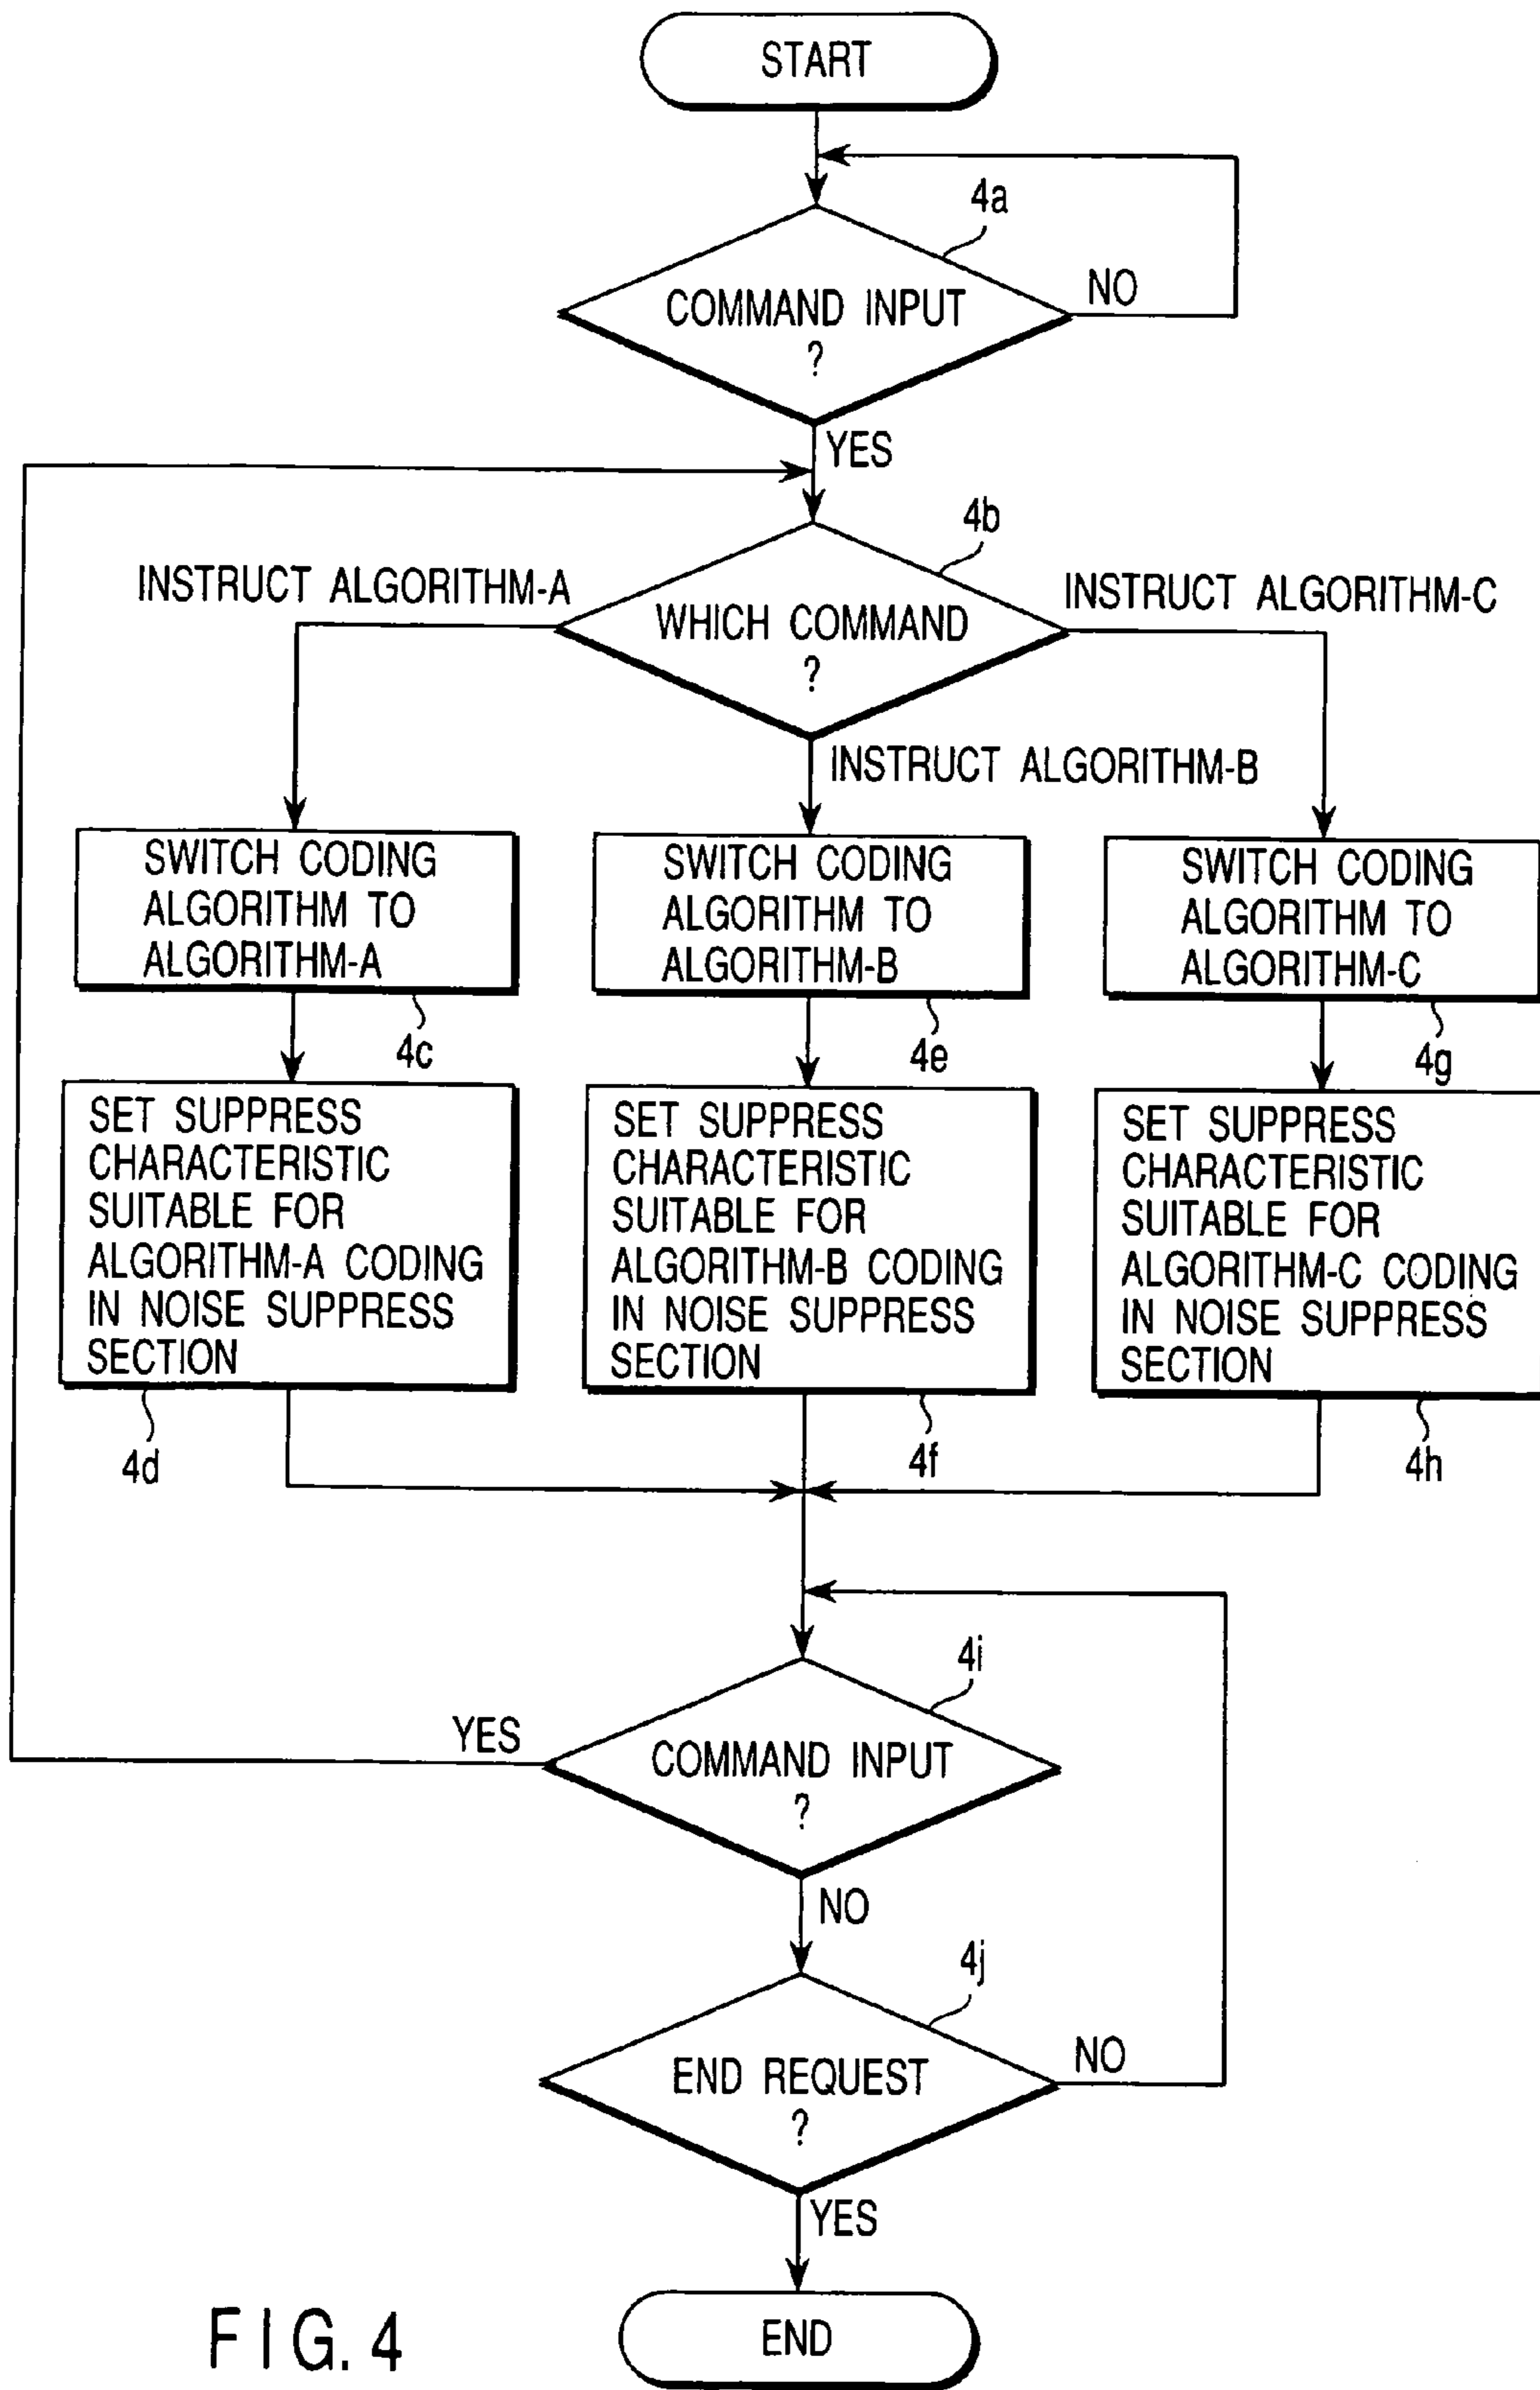 START
4a
COMMAND INPUT
?
NO
YES
4b
INSTRUCT ALGORITHM-A
WHICH COMMAND
?
INSTRUCT ALGORITHM-C
INSTRUCT ALGORITHM-B
SWITCH CODING
ALGORITHM TO
ALGORITHM-A
4c
SWITCH CODING
ALGORITHM TO
ALGORITHM-B
4e
SWITCH CODING
ALGORITHM TO
ALGORITHM-C
4g
SET SUPPRESS
CHARACTERISTIC
SUITABLE FOR
ALGORITHM-A CODING
IN NOISE SUPPRESS
SECTION
4d
SET SUPPRESS
CHARACTERISTIC
SUITABLE FOR
ALGORITHM-B CODING
IN NOISE SUPPRESS
SECTION
4f
SET SUPPRESS
CHARACTERISTIC
SUITABLE FOR
ALGORITHM-C CODING
IN NOISE SUPPRESS
SECTION
4h
4i
YES
COMMAND INPUT
?
NO
4j
END REQUEST
?
NO
YES
END
FIG. 4